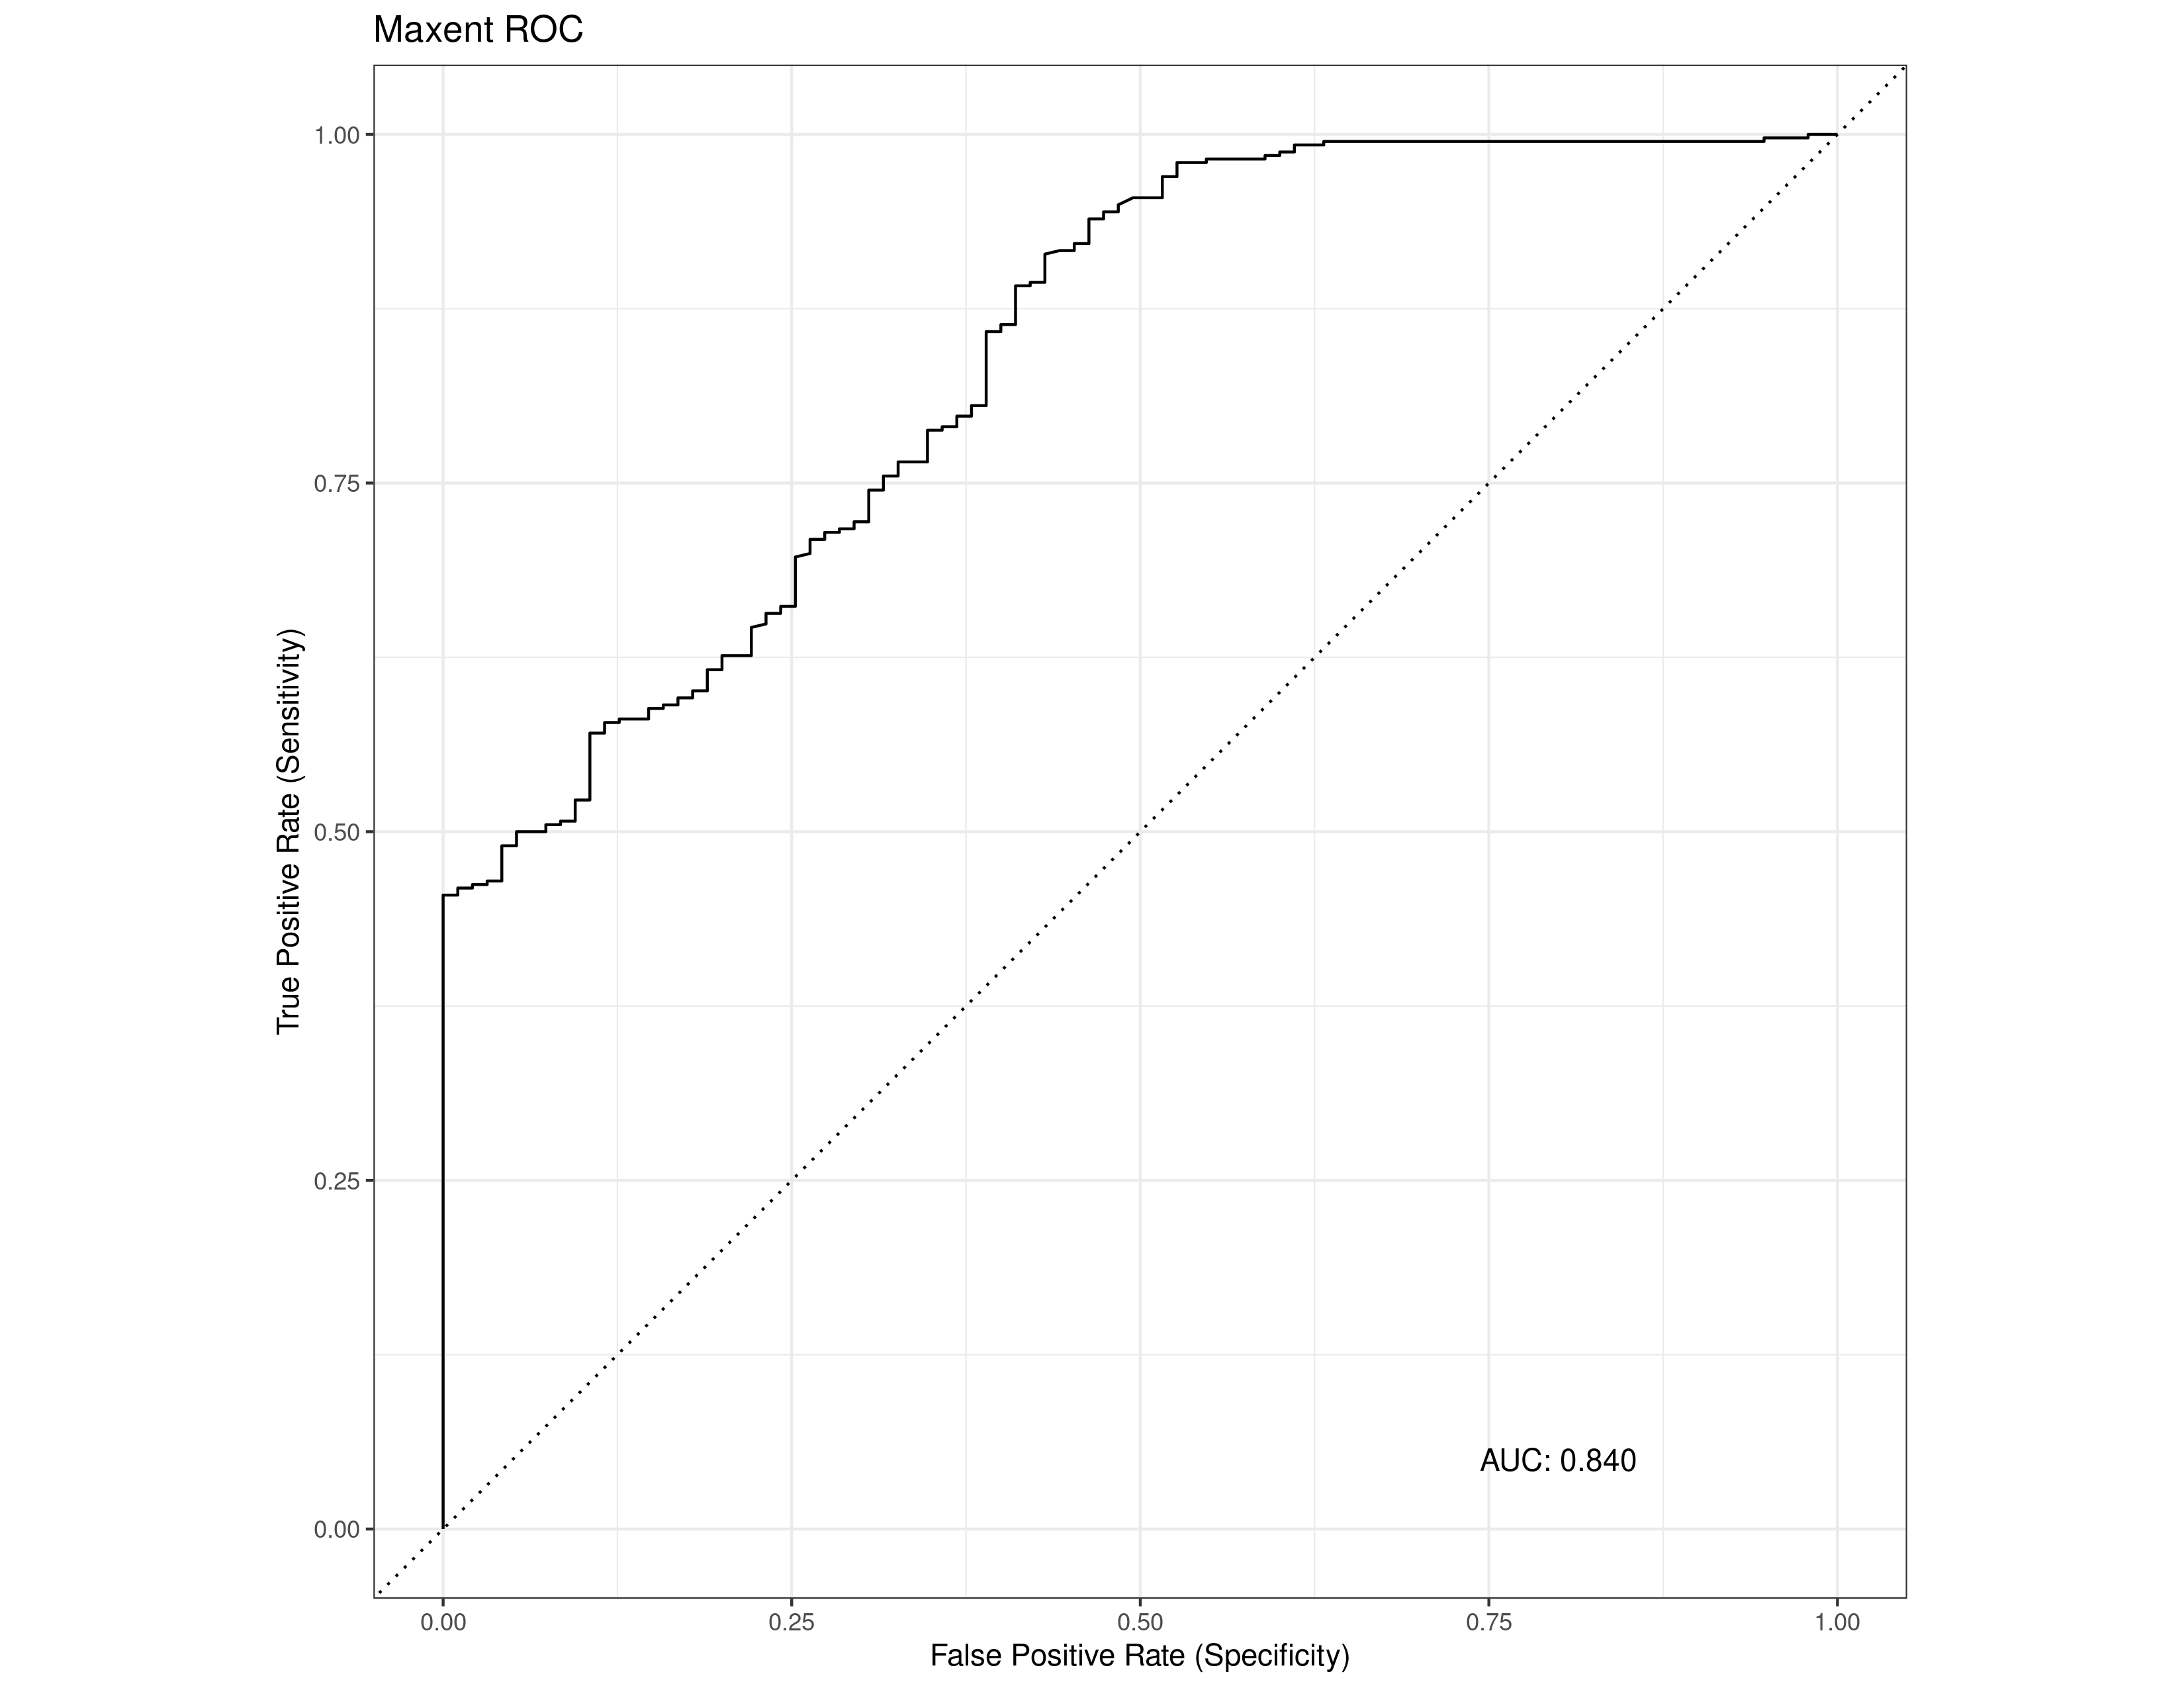 Maxent ROC
1.00
0.75
0.50
0.25
0.00
True Positive Rate (Sensitivity)
AUC: 0.840
0.00 0.25 0.50 0.75 1.00
False Positive Rate (Specificity)